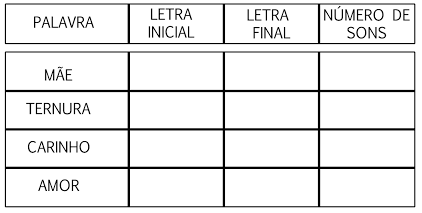 PALAVRA
LETRA
INICIAL
LETRA
FINAL
NÚMERO DE
SONS
MÃE
TERNURA
CARINHO
AMOR